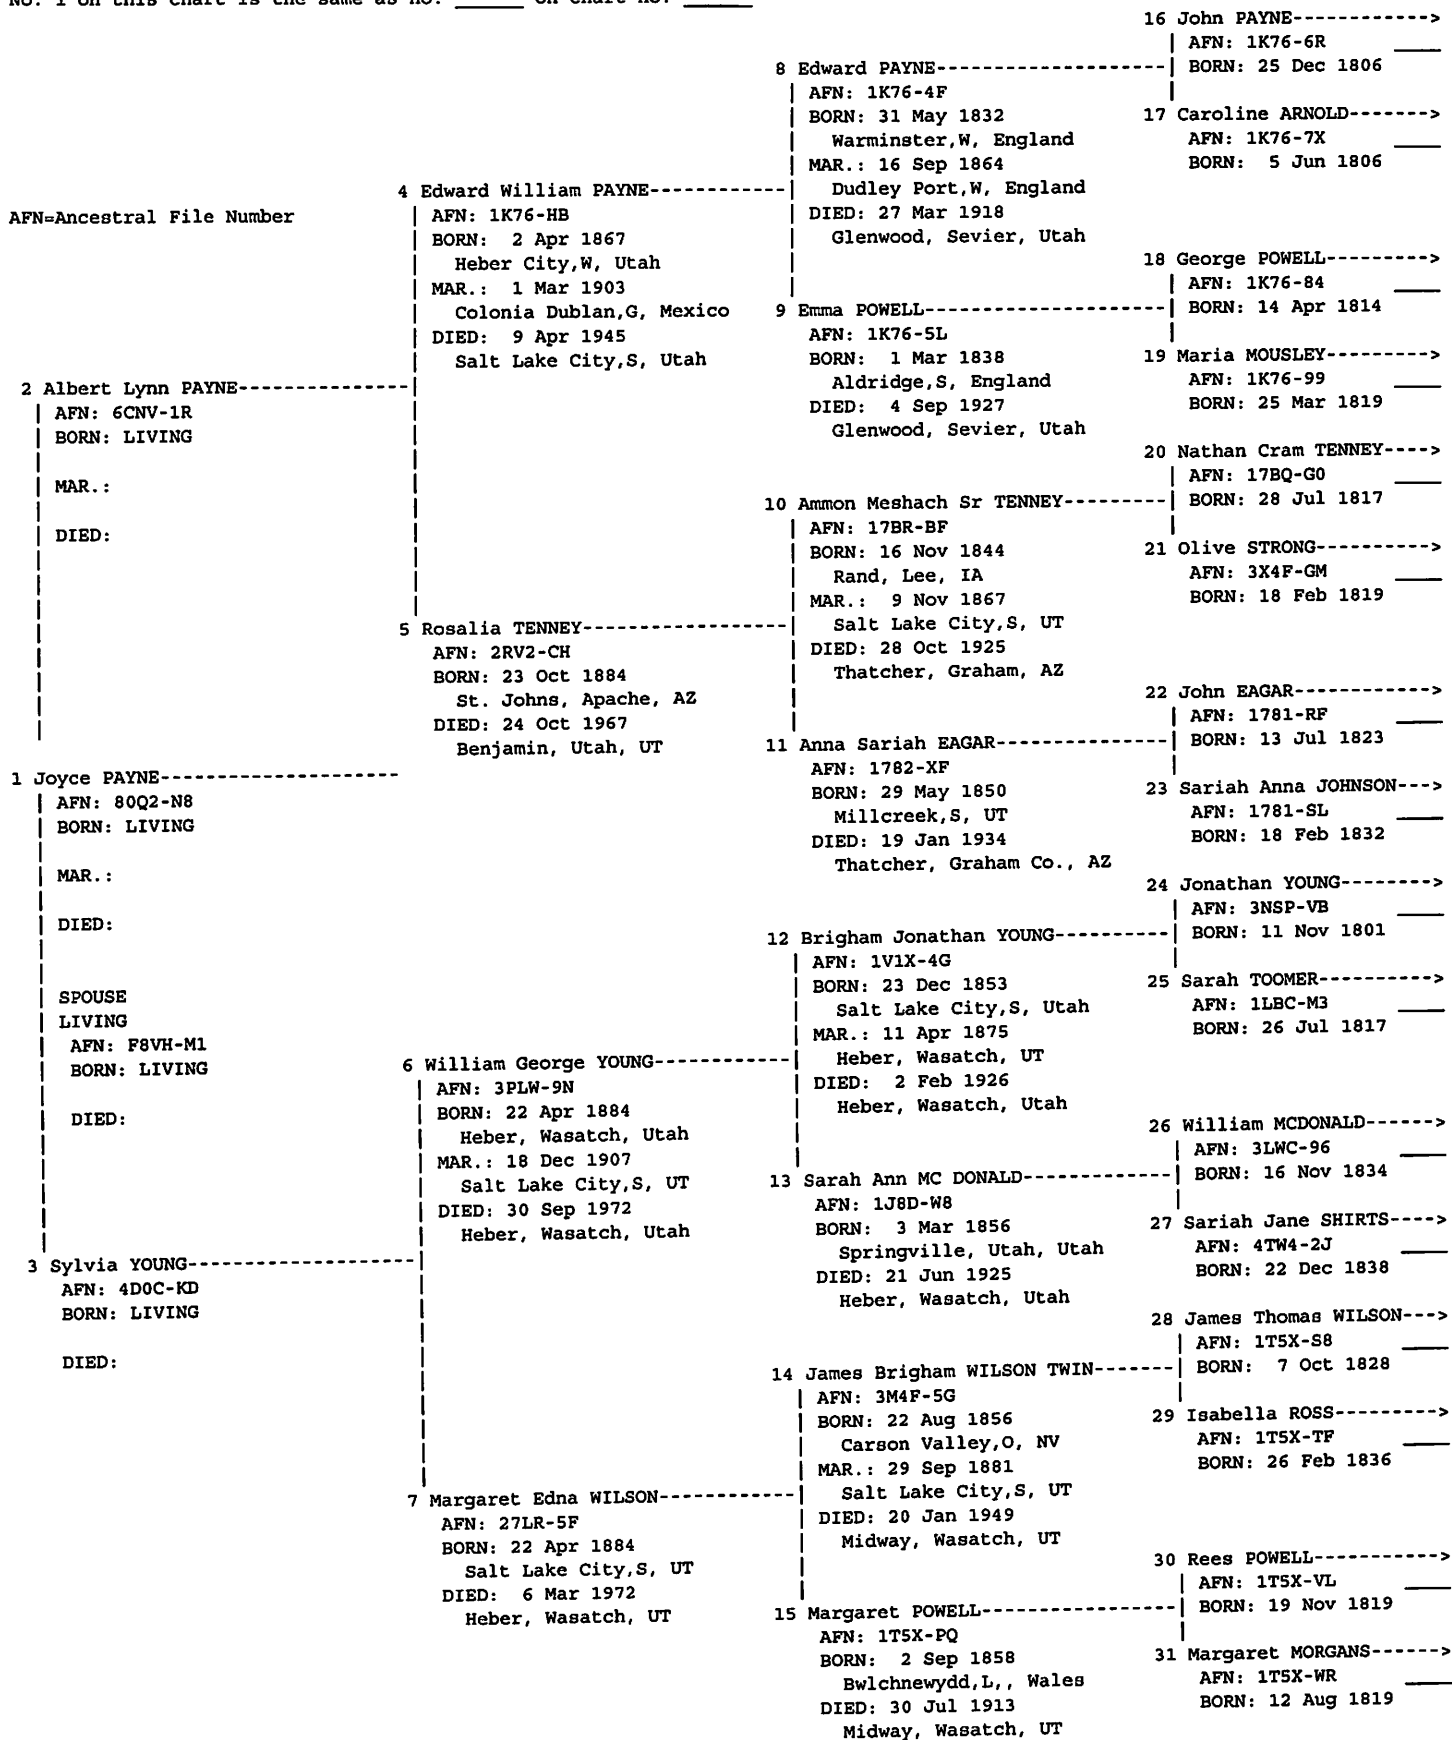 No. 1 on this chart is the same as no. ______ on chart no. ______
AFN=Ancestral File Number
1 Joyce PAYNE
AFN: 80Q2-N8
BORN: LIVING
MAR.:
DIED:
SPOUSE
LIVING
AFN: F8VH-M1
BORN: LIVING
DIED:
2 Albert Lynn PAYNE
AFN: 6CNV-1R
BORN: LIVING
MAR.:
DIED:
3 Sylvia YOUNG
AFN: 4D0C-KD
BORN: LIVING
DIED:
4 Edward William PAYNE
AFN: 1K76-HB
BORN: 2 Apr 1867
Heber City,W, Utah
MAR.: 1 Mar 1903
Colonia Dublan,G, Mexico
DIED: 9 Apr 1945
Salt Lake City,S, Utah
5 Rosalia TENNEY
AFN: 2RV2-CH
BORN: 23 Oct 1884
St. Johns, Apache, AZ
DIED: 24 Oct 1967
Benjamin, Utah, UT
6 William George YOUNG
AFN: 3PLW-9N
BORN: 22 Apr 1884
Heber, Wasatch, Utah
MAR.: 18 Dec 1907
Salt Lake City,S, UT
DIED: 30 Sep 1972
Heber, Wasatch, Utah
7 Margaret Edna WILSON
AFN: 27LR-5F
BORN: 22 Apr 1884
Salt Lake City,S, UT
DIED: 6 Mar 1972
Heber, Wasatch, UT
8 Edward PAYNE
AFN: 1K76-4F
BORN: 31 May 1832
Warminster,W, England
MAR.: 16 Sep 1864
Dudley Port,W, England
DIED: 27 Mar 1918
Glenwood, Sevier, Utah
9 Emma POWELL
AFN: 1K76-5L
BORN: 1 Mar 1838
Aldridge,S, England
DIED: 4 Sep 1927
Glenwood, Sevier, Utah
10 Ammon Meshach Sr TENNEY
AFN: 17BR-BF
BORN: 16 Nov 1844
Rand, Lee, IA
MAR.: 9 Nov 1867
Salt Lake City,S, UT
DIED: 28 Oct 1925
Thatcher, Graham, AZ
11 Anna Sariah EAGAR
AFN: 1782-XF
BORN: 29 May 1850
Millcreek,S, UT
DIED: 19 Jan 1934
Thatcher, Graham Co., AZ
12 Brigham Jonathan YOUNG
AFN: 1V1X-4G
BORN: 23 Dec 1853
Salt Lake City,S, Utah
MAR.: 11 Apr 1875
Heber, Wasatch, UT
DIED: 2 Feb 1926
Heber, Wasatch, Utah
13 Sarah Ann MC DONALD
AFN: 1J8D-W8
BORN: 3 Mar 1856
Springville, Utah, Utah
DIED: 21 Jun 1925
Heber, Wasatch, Utah
14 James Brigham WILSON TWIN
AFN: 3M4F-5G
BORN: 22 Aug 1856
Carson Valley,O, NV
MAR.: 29 Sep 1881
Salt Lake City,S, UT
DIED: 20 Jan 1949
Midway, Wasatch, UT
15 Margaret POWELL
AFN: 1T5X-PQ
BORN: 2 Sep 1858
Bwlchnewydd,L,, Wales
DIED: 30 Jul 1913
Midway, Wasatch, UT
16 John PAYNE
AFN: 1K76-6R
BORN: 25 Dec 1806
17 Caroline ARNOLD
AFN: 1K76-7X
BORN: 5 Jun 1806
18 George POWELL
AFN: 1K76-84
BORN: 14 Apr 1814
19 Maria MOUSLEY
AFN: 1K76-99
BORN: 25 Mar 1819
20 Nathan Cram TENNEY
AFN: 17BQ-G0
BORN: 28 Jul 1817
21 Olive STRONG
AFN: 3X4F-GM
BORN: 18 Feb 1819
22 John EAGAR
AFN: 1781-RF
BORN: 13 Jul 1823
23 Sariah Anna JOHNSON
AFN: 1781-SL
BORN: 18 Feb 1832
24 Jonathan YOUNG
AFN: 3NSP-VB
BORN: 11 Nov 1801
25 Sarah TOOMER
AFN: 1LBC-M3
BORN: 26 Jul 1817
26 William MCDONALD
AFN: 3LWC-96
BORN: 16 Nov 1834
27 Sariah Jane SHIRTS
AFN: 4TW4-2J
BORN: 22 Dec 1838
28 James Thomas WILSON
AFN: 1T5X-S8
BORN: 7 Oct 1828
29 Isabella ROSS
AFN: 1T5X-TF
BORN: 26 Feb 1836
30 Rees POWELL
AFN: 1T5X-VL
BORN: 19 Nov 1819
31 Margaret MORGANS
AFN: 1T5X-WR
BORN: 12 Aug 1819